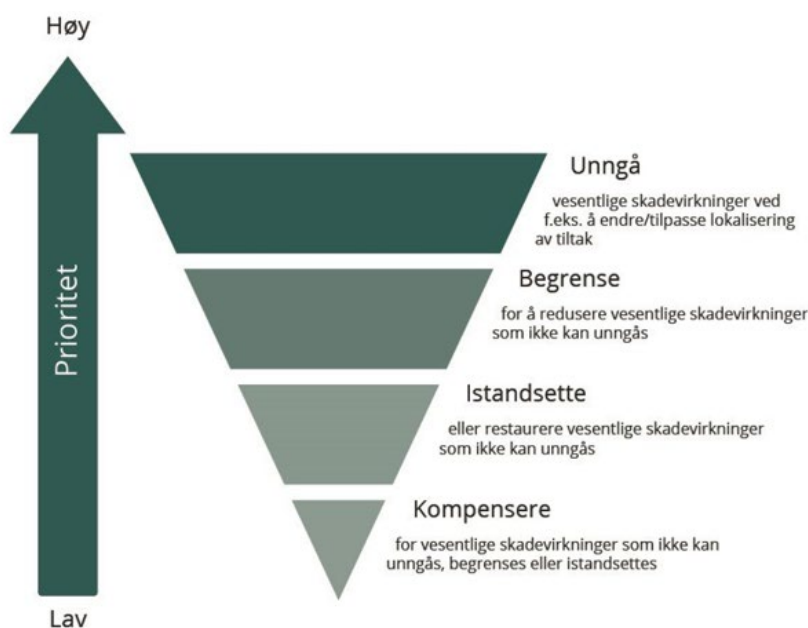 Høy
Prioritet
Lav
Unngå
vesentlige skadevirkninger ved
f.eks. å endre/tilpasse lokalisering
av tiltak
Begrense
for å redusere vesentlige skadevirkninger
som ikke kan unngås
Istandsette
eller restaurere vesentlige skadevirkninger
som ikke kan unngås
Kompensere
for vesentlige skadevirkninger som ikke kan
unngås, begrenses eller istandsettes